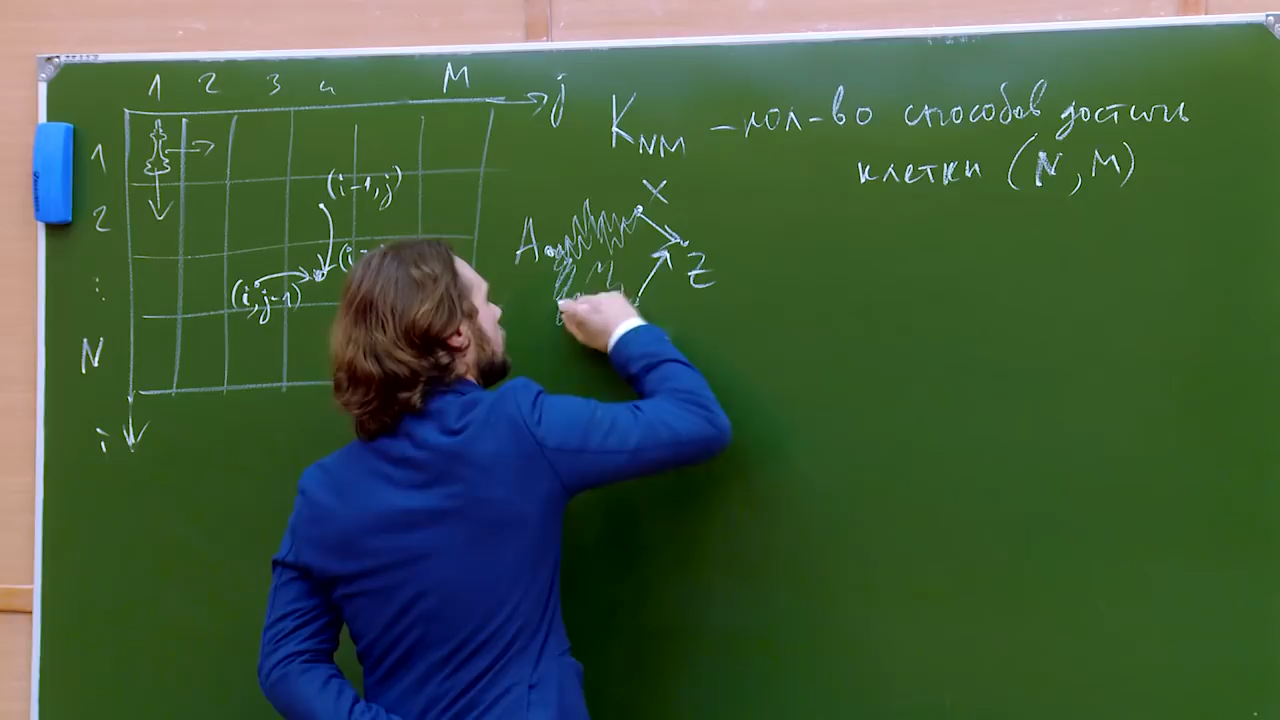 1 2 3 4 M j
1
2
:
N
i
(i-1,j)
(i,j-1)
K_NM - кол-во способов достичь
клетки (N,M)
A X
Z